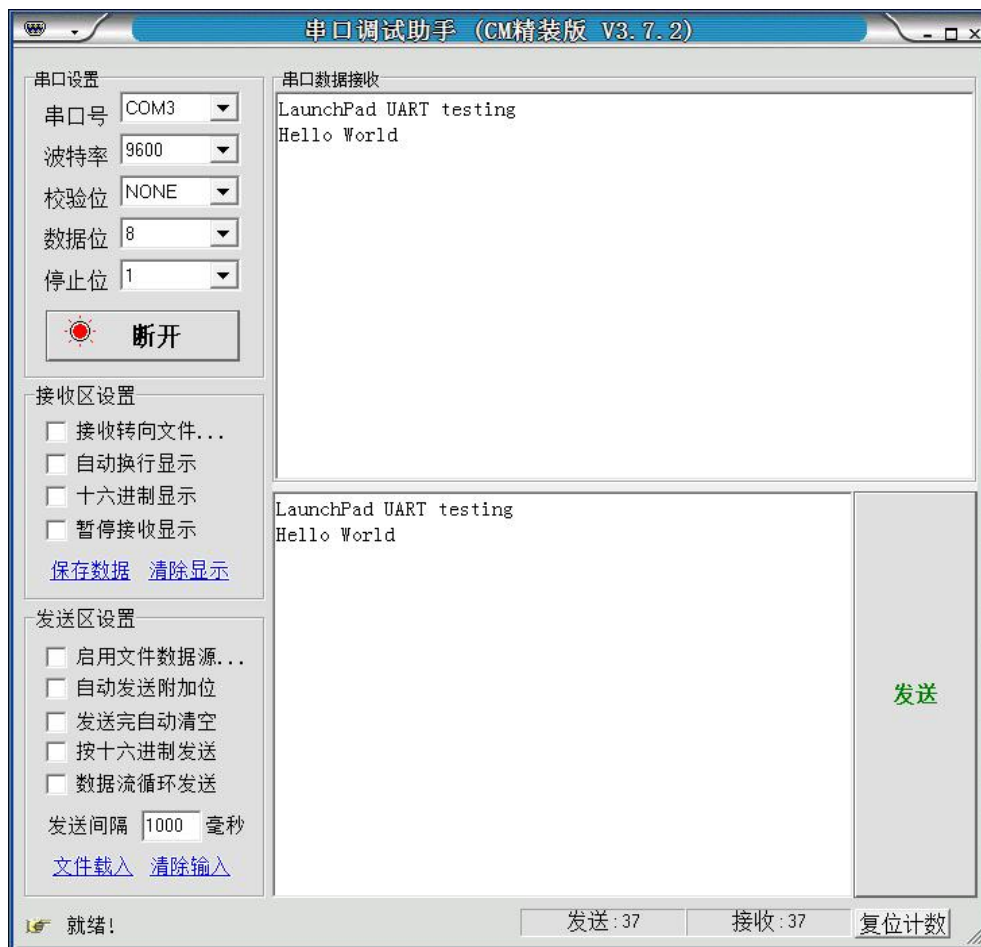 串口调试助手 (CM精装版 V3.7.2)
串口设置
串口号 COM3
波特率 9600
校验位 NONE
数据位 8
停止位 1
断开
接收区设置
接收转向文件...
自动换行显示
十六进制显示
暂停接收显示
保存数据 清除显示
发送区设置
启用文件数据源...
自动发送附加位
发送完自动清空
按十六进制发送
数据流循环发送
发送间隔 1000 毫秒
文件载入 清除输入
串口数据接收
LaunchPad UART testing
Hello World
LaunchPad UART testing
Hello World
发送
就绪!
发送:37
接收:37
复位计数